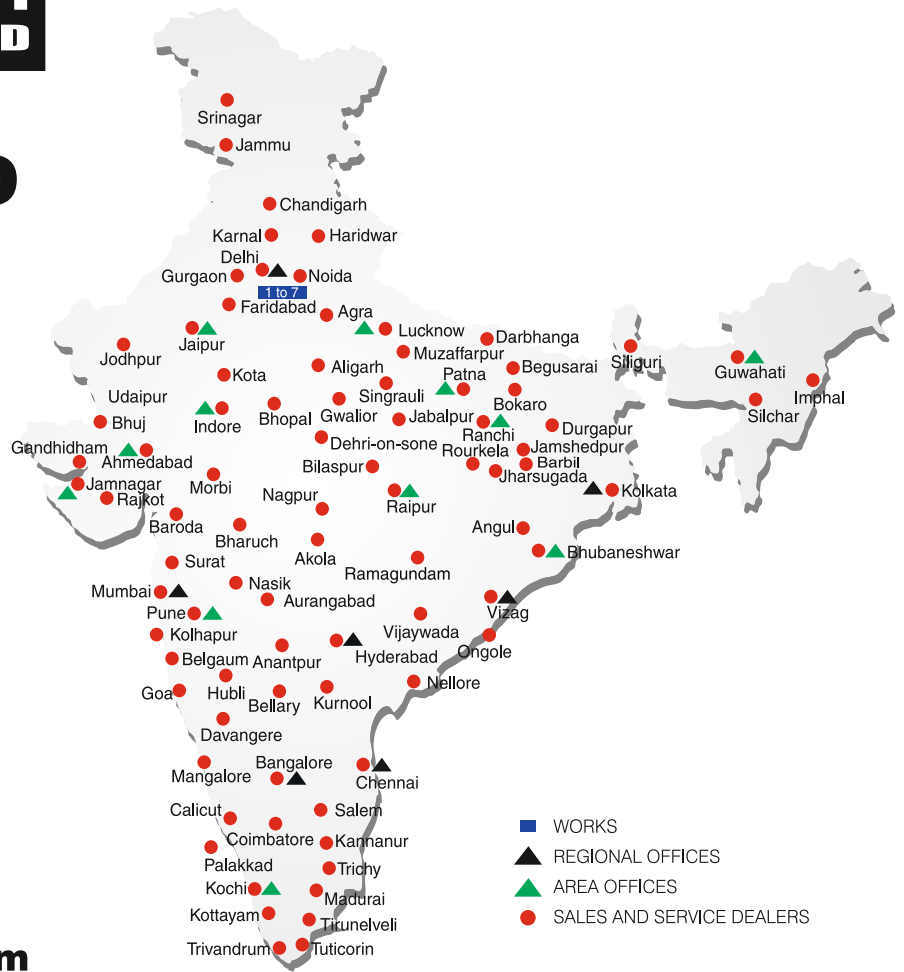 D
Srinagar
Jammu
Chandigarh
Karnal
Haridwar
Delhi
Gurgaon
Noida
1 to 7
Faridabad
Agra
Jaipur
Lucknow
Darbhanga
Jodhpur
Muzaffarpur
Siliguri
Aligarh
Begusarai
Guwahati
Kota
Patna
Singrauli
Imphal
Udaipur
Bokaro
Silchar
Bhuj
Indore
Bhopal
Gwalior
Jabalpur
Ranchi
Durgapur
Gandhidham
Dehri-on-sone
Rourkela
Jamshedpur
Ahmedabad
Bilaspur
Barbil
Jharsugada
Jamnagar
Morbi
Rajkot
Nagpur
Raipur
Kolkata
Baroda
Bharuch
Angul
Akola
Bhubaneshwar
Surat
Ramagundam
Nasik
Mumbai
Aurangabad
Pune
Vizag
Kolhapur
Vijaywada
Belgaum
Anantpur
Hyderabad
Ongole
Goa
Hubli
Bellary
Kurnool
Nellore
Davangere
Mangalore
Bangalore
Chennai
Calicut
Salem
Coimbatore
Kannanur
Palakkad
Trichy
Kochi
Madurai
Kottayam
Tirunelveli
Trivandrum
Tuticorin
WORKS
REGIONAL OFFICES
AREA OFFICES
SALES AND SERVICE DEALERS
m